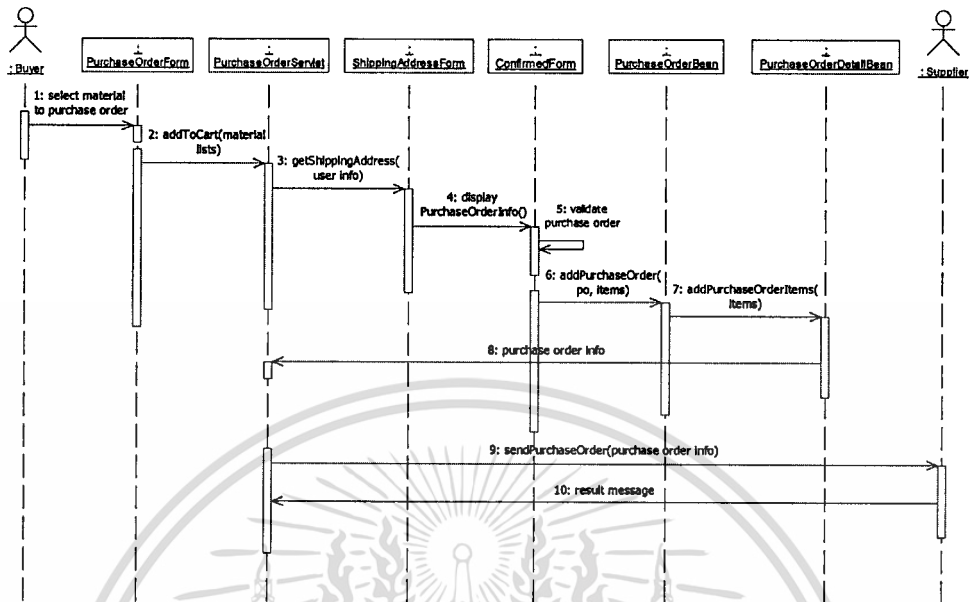 : Buyer
PurchaseOrderForm
PurchaseOrderServlet
ShippingAddressForm
ConfirmedForm
PurchaseOrderBean
PurchaseOrderDetailBean
: Supplier
1: select material
to purchase order
2: addToCart(material
lists)
3: getShippingAddress(
user info)
4: display
PurchaseOrderInfo()
5: validate
purchase order
6: addPurchaseOrder(
po, items)
7: addPurchaseOrderItems(
items)
8: purchase order info
9: sendPurchaseOrder(purchase order info)
10: result message